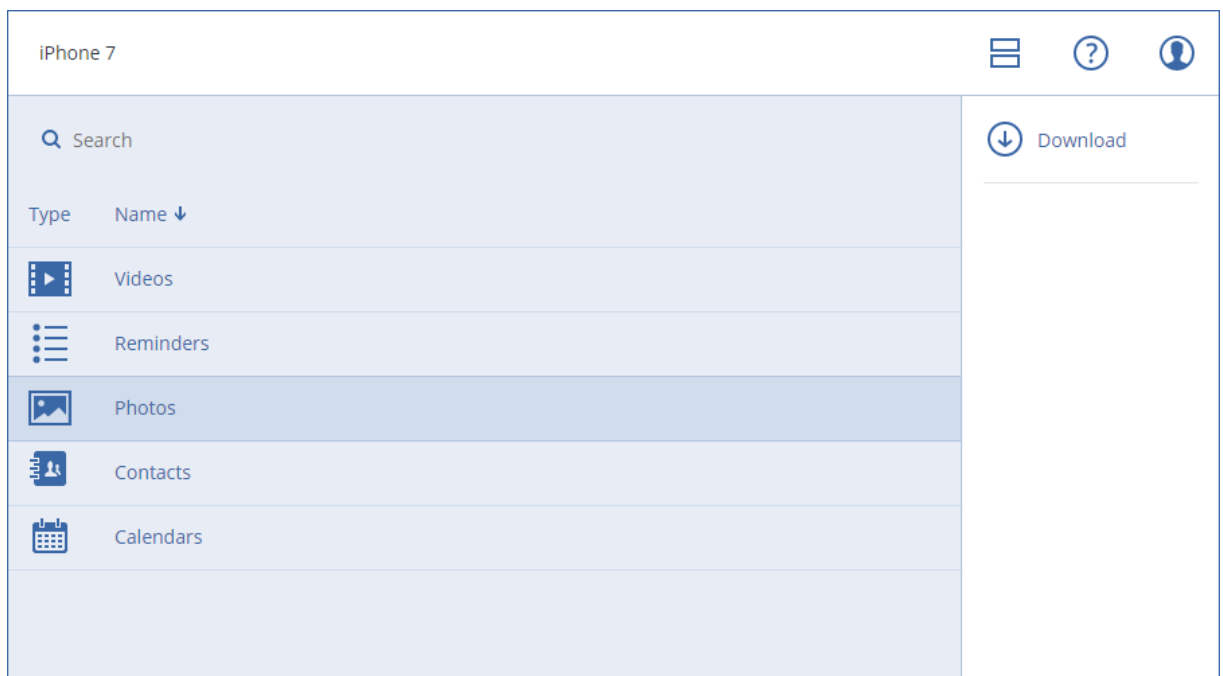 iPhone 7
Search
Download
Type Name
Videos
Reminders
Photos
Contacts
Calendars